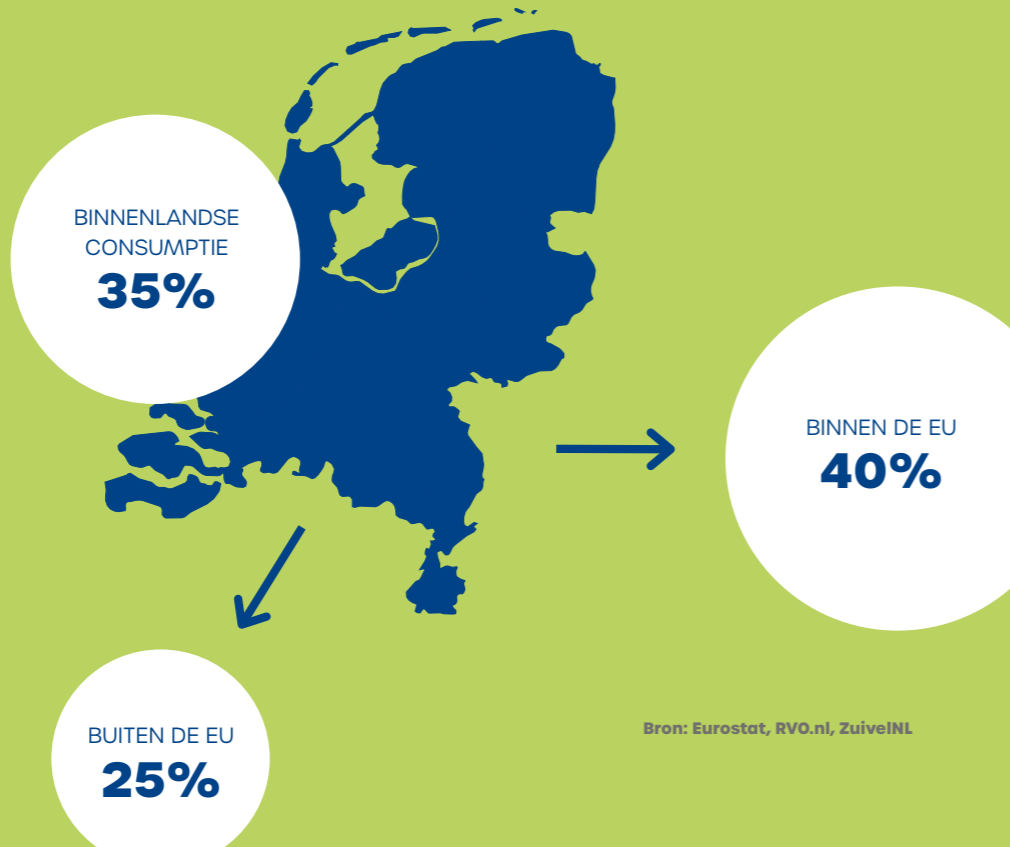 BINNENLANDSE
CONSUMPTIE
35%
BINNEN DE EU
40%
Bron: Eurostat, RVO.nl, ZuivelNL
BUITEN DE EU
25%